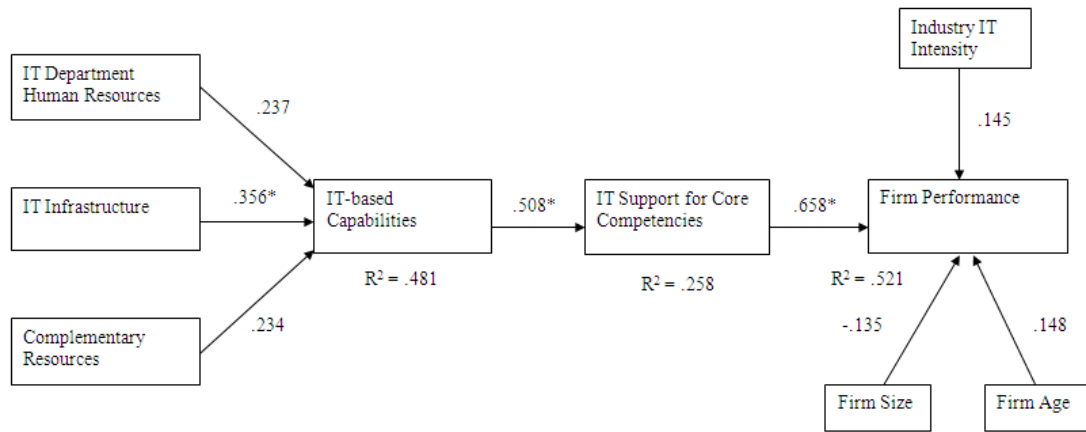 Industry IT
Intensity
IT Department
Human Resources
.237
.145
IT Infrastructure
.356*
IT-based
Capabilities
.508*
IT Support for Core
Competencies
.658*
Firm Performance
R² = .481
R² = .258
R² = .521
Complementary
Resources
.234
-.135
.148
Firm Size
Firm Age